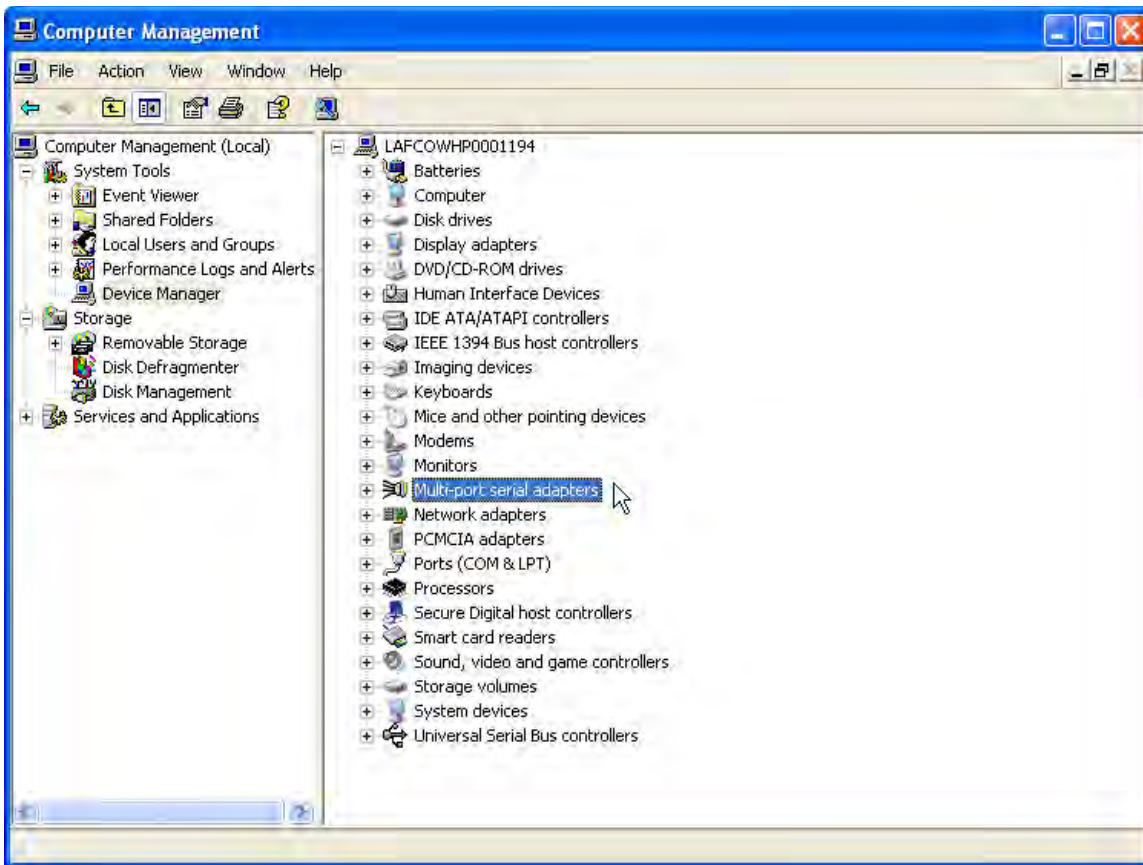 Computer Management
File Action View Window Help
Computer Management (Local)
System Tools
Event Viewer
Shared Folders
Local Users and Groups
Performance Logs and Alerts
Device Manager
Storage
Removable Storage
Disk Defragmenter
Disk Management
Services and Applications
LAFCOWHP0001194
Batteries
Computer
Disk drives
Display adapters
DVD/CD-ROM drives
Human Interface Devices
IDE ATA/ATAPI controllers
IEEE 1394 Bus host controllers
Imaging devices
Keyboards
Mice and other pointing devices
Modems
Monitors
Multi-port serial adapters
Network adapters
PCMCIA adapters
Ports (COM & LPT)
Processors
Secure Digital host controllers
Smart card readers
Sound, video and game controllers
Storage volumes
System devices
Universal Serial Bus controllers